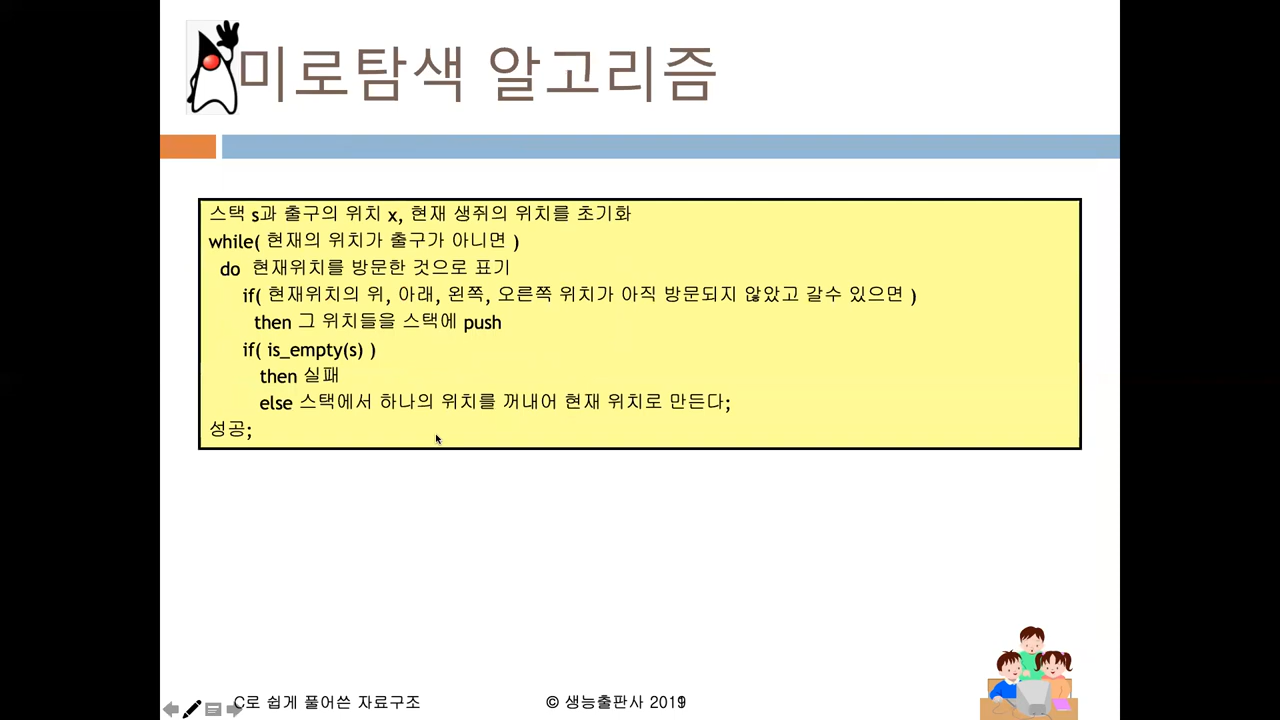 미로탐색 알고리즘
스택 s과 출구의 위치 x, 현재 생쥐의 위치를 초기화
while( 현재의 위치가 출구가 아니면 )
do 현재위치를 방문한 것으로 표기
if( 현재위치의 위, 아래, 왼쪽, 오른쪽 위치가 아직 방문되지 않았고 갈수 있으면 )
then 그 위치들을 스택에 push
if( is_empty(s) )
then 실패
else 스택에서 하나의 위치를 꺼내어 현재 위치로 만든다;
성공;
C로 쉽게 풀어쓴 자료구조
© 생능출판사 2019